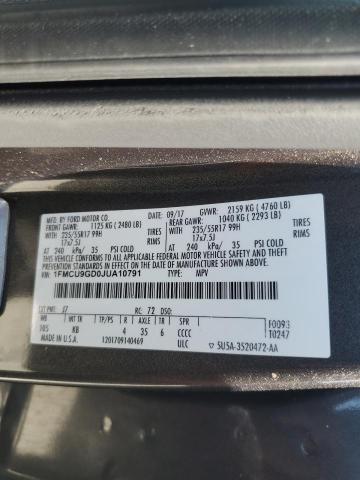 MFD. BY FORD MOTOR CO.
09/17 GVWR: 2159 KG ( 4760 LB)
FRONT GAWR: 1125 KG ( 2480 LB) REAR GAWR: 1040 KG ( 2293 LB)
WITH 235/55R17 99H TIRES WITH 235/55R17 99H TIRES
17x7.5J RIMS 17x7.5J RIMS
AT 240 kPa/ 35 PSI COLD AT 240 kPa/ 35 PSI COLD
THIS VEHICLE CONFORMS TO ALL APPLICABLE FEDERAL MOTOR VEHICLE
SAFETY AND THEFT PREVENTION STANDARDS IN EFFECT ON THE DATE OF MANUFACTURE SHOWN ABOVE.
VIN: 1FMCU9GD0JUA10791
TYPE: MPV
EXT PNT: J7 RC: 72 DSO:
WB INT TR TP/PS R AXLE TR SPR
105 KB 4 35 6 CCCC
F0093
T0247
MADE IN U.S.A. 1201709140469 ULC ▽ 5U5A-3520472-AA